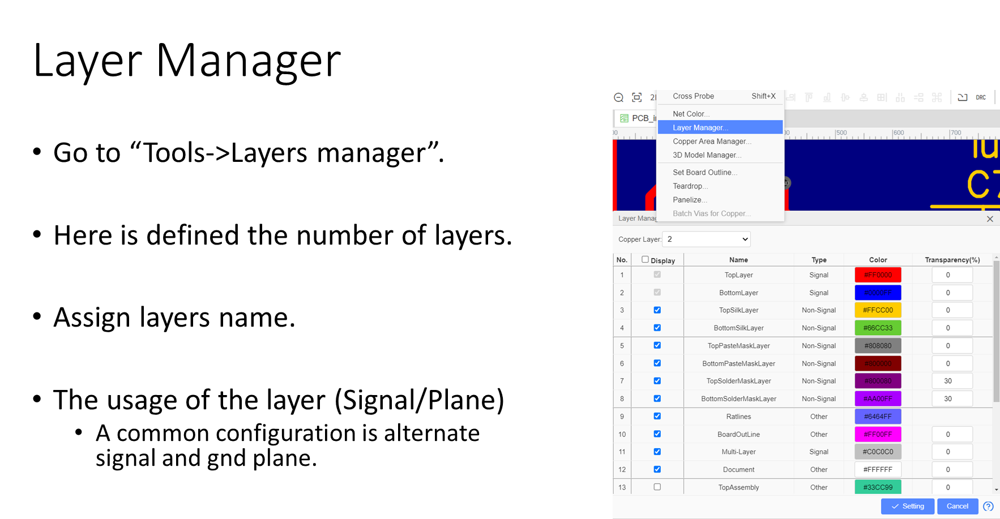 Layer Manager
• Go to “Tools->Layers manager”.
• Here is defined the number of layers.
• Assign layers name.
• The usage of the layer (Signal/Plane)
• A common configuration is alternate
signal and gnd plane.
Cross Probe Shift+X
DRC
Net Color...
Layer Manager...
Copper Area Manager...
3D Model Manager...
Set Board Outline...
Teardrop...
Panelize...
Batch Vias for Copper...
500 600 700
Copper Layer: 2
No. Display Name Type Color Transparency(%)
1 TopLayer Signal #FF0000 0
2 BottomLayer Signal #0000FF 0
3 TopSilkLayer Non-Signal #FFCC00 0
4 BottomSilkLayer Non-Signal #66CC33 0
5 TopPasteMaskLayer Non-Signal #808080 0
6 BottomPasteMaskLayer Non-Signal #800000 0
7 TopSolderMaskLayer Non-Signal #800080 30
8 BottomSolderMaskLayer Non-Signal #AA00FF 30
9 Ratlines Other #6464FF
10 BoardOutLine Other #FF00FF 0
11 Multi-Layer Signal #C0C0C0 0
12 Document Other #FFFFFF 0
13 TopAssembly Other #33CC99 0
Setting Cancel ?